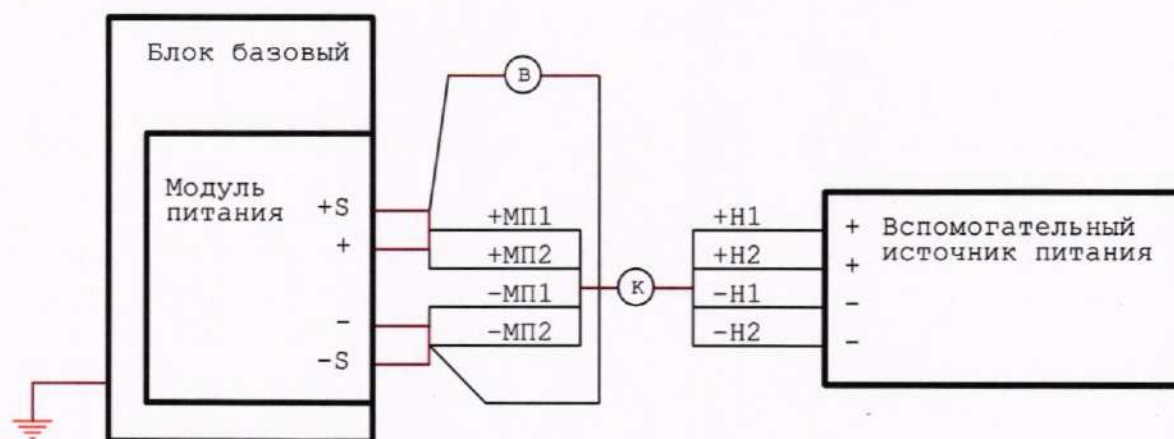 Блок базовый
В
Модуль
питания
+S
+
-
-S
+МП1
+МП2
-МП1
-МП2
К
+Н1
+Н2
-Н1
-Н2
+ Вспомогательный
+ источник питания
-
-